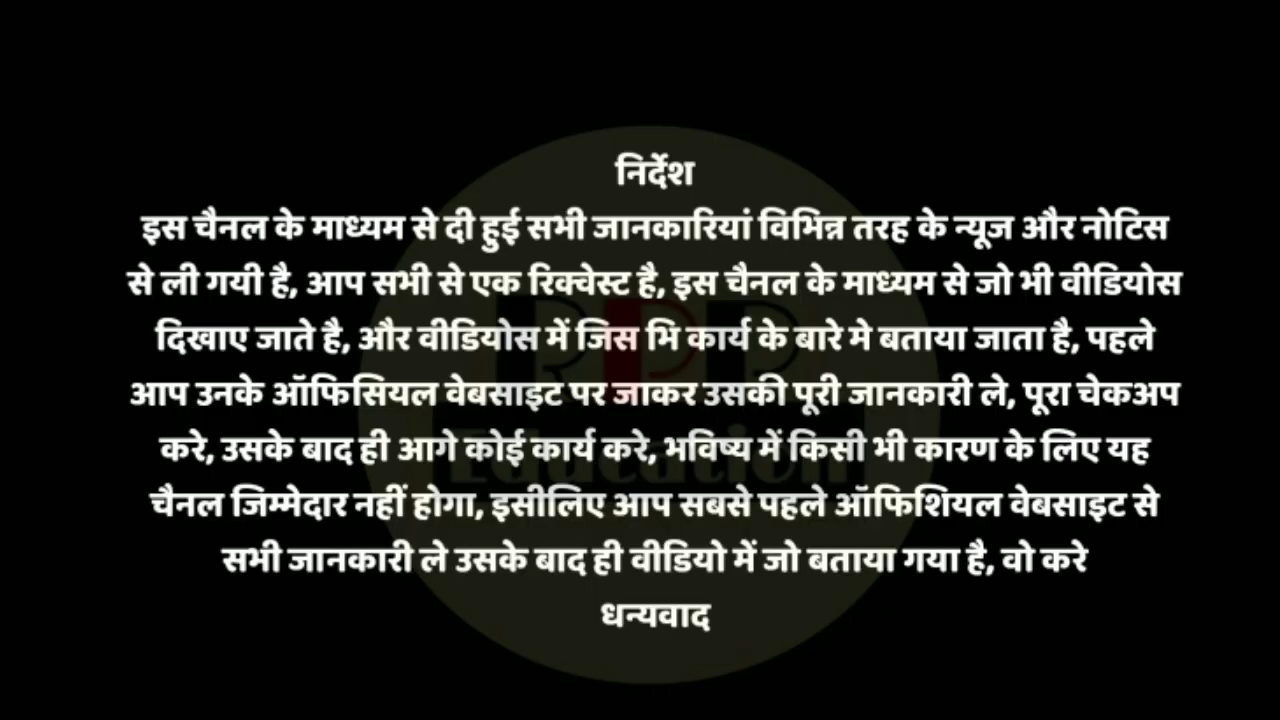 निर्देश
इस चैनल के माध्यम से दी हुई सभी जानकारियां विभिन्न तरह के न्यूज और नोटिस
से ली गयी है, आप सभी से एक रिक्वेस्ट है, इस चैनल के माध्यम से जो भी वीडियोस
दिखाए जाते है, और वीडियोस में जिस भि कार्य के बारे मे बताया जाता है, पहले
आप उनके ऑफिसियल वेबसाइट पर जाकर उसकी पूरी जानकारी ले, पूरा चेकअप
करे, उसके बाद ही आगे कोई कार्य करे, भविष्य में किसी भी कारण के लिए यह
चैनल जिम्मेदार नहीं होगा, इसीलिए आप सबसे पहले ऑफिशियल वेबसाइट से
सभी जानकारी ले उसके बाद ही वीडियो में जो बताया गया है, वो करे
धन्यवाद
Education